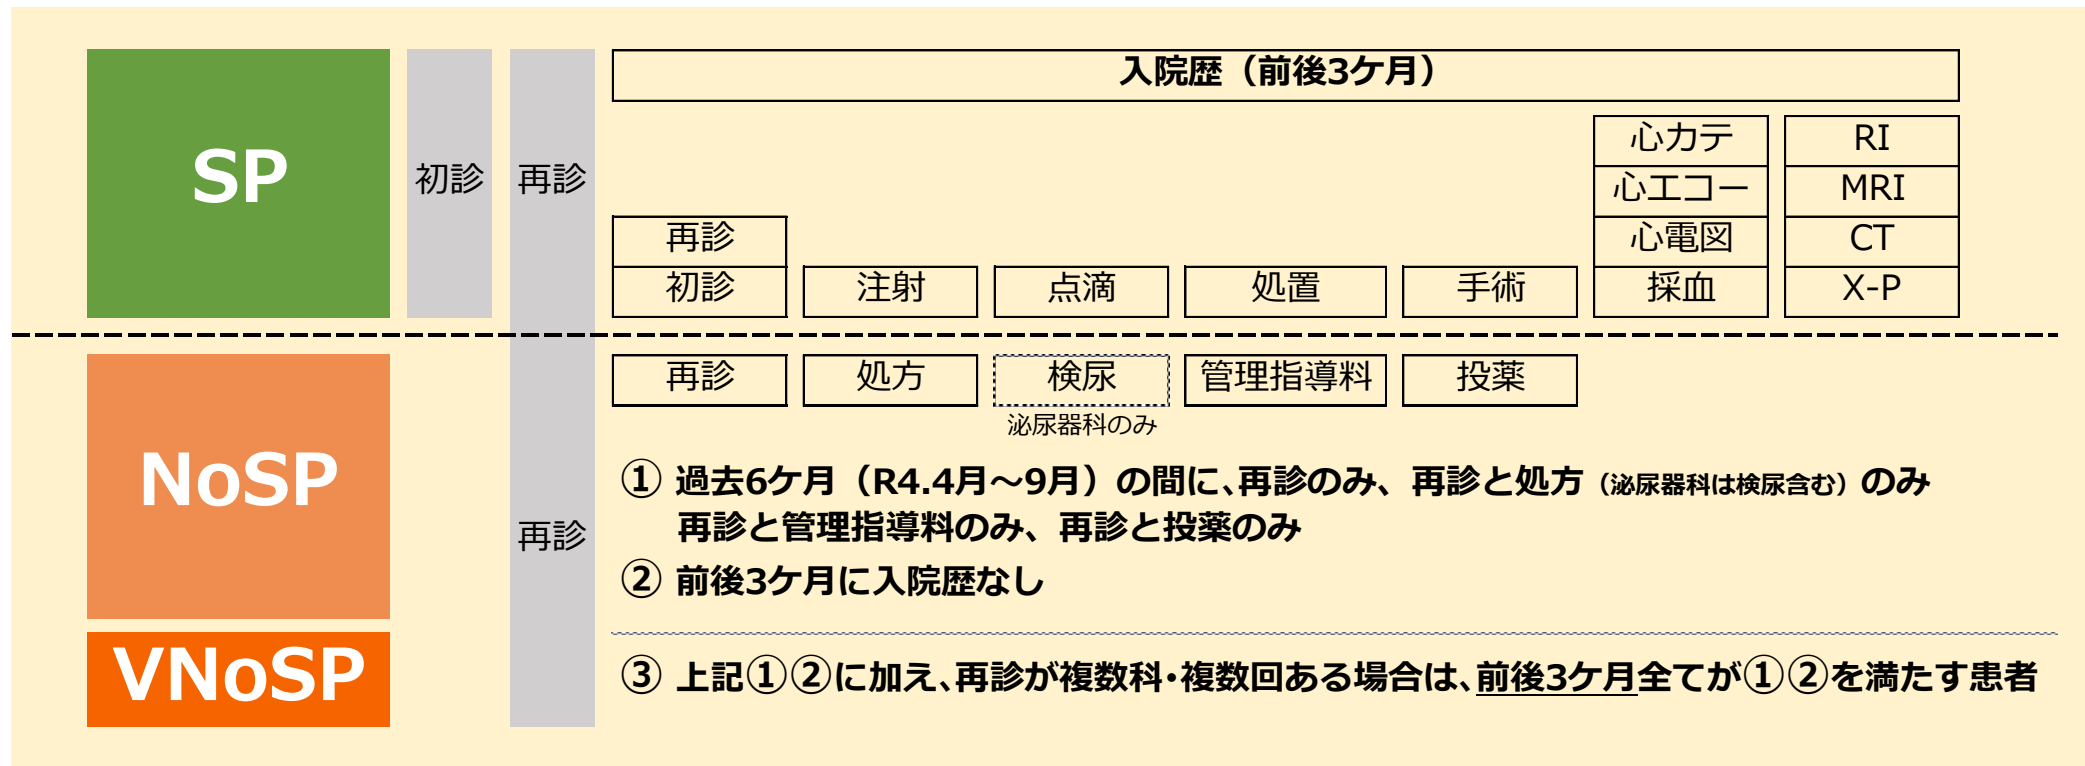 入院歴（前後3ケ月）
SP
初診
再診
心カテ RI
心エコー MRI
再診 心電図 CT
初診 注射 点滴 処置 手術 採血 X-P
再診 処方 検尿 管理指導料 投薬
泌尿器科のみ
NoSP
再診
① 過去6ケ月（R4.4月～9月）の間に、再診のみ、再診と処方（泌尿器科は検尿含む）のみ
再診と管理指導料のみ、再診と投薬のみ
② 前後3ケ月に入院歴なし
VNoSP
③ 上記①②に加え、再診が複数科・複数回ある場合は、前後3ケ月全てが①②を満たす患者